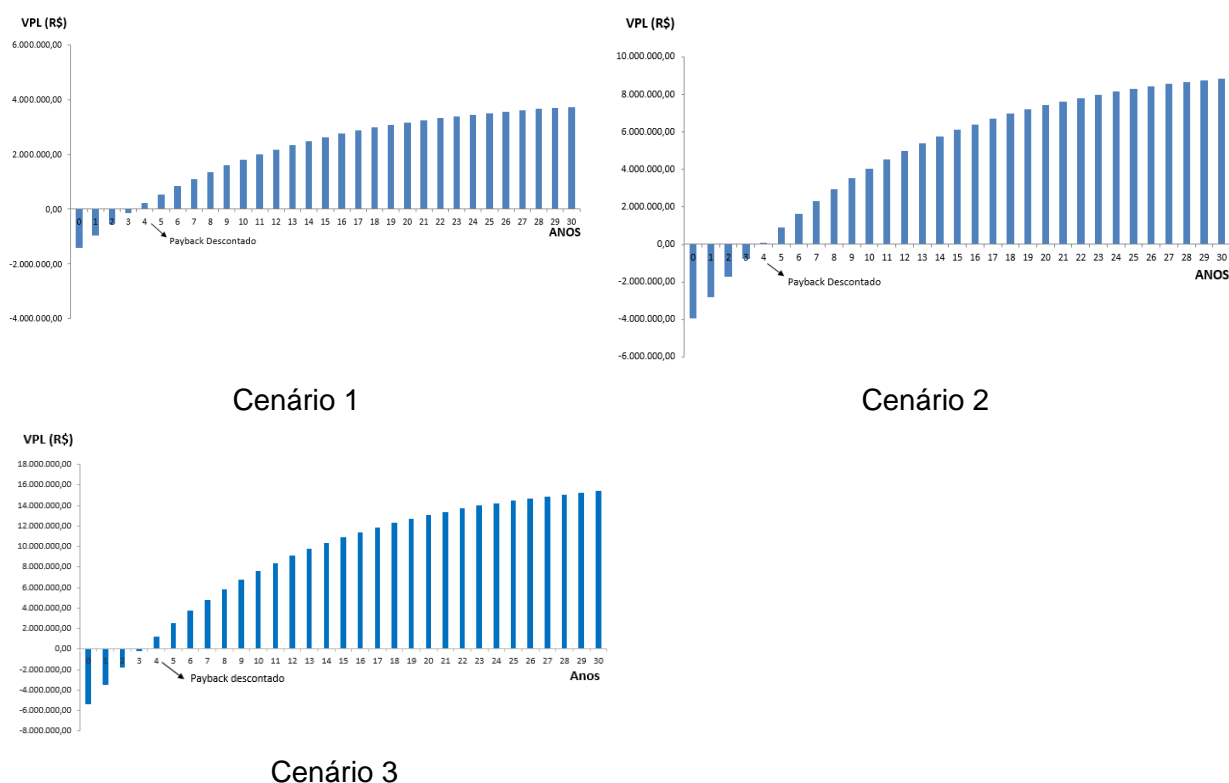 VPL (R$)
6.000.000,00
4.000.000,00
2.000.000,00
0,00
0 1 2 3 4 5 6 7 8 9 10 11 12 13 14 15 16 17 18 19 20 21 22 23 24 25 26 27 28 29 30
ANOS
Payback Descontado
-2.000.000,00
-4.000.000,00
Cenário 1
VPL (R$)
10.000.000,00
8.000.000,00
6.000.000,00
4.000.000,00
2.000.000,00
0,00
0 1 2 3 4 5 6 7 8 9 10 11 12 13 14 15 16 17 18 19 20 21 22 23 24 25 26 27 28 29 30
ANOS
Payback Descontado
-2.000.000,00
-4.000.000,00
-6.000.000,00
Cenário 2
VPL (R$)
18.000.000,00
16.000.000,00
14.000.000,00
12.000.000,00
10.000.000,00
8.000.000,00
6.000.000,00
4.000.000,00
2.000.000,00
0,00
0 1 2 3 4 5 6 7 8 9 10 11 12 13 14 15 16 17 18 19 20 21 22 23 24 25 26 27 28 29 30
Anos
Payback descontado
-2.000.000,00
-4.000.000,00
-6.000.000,00
-8.000.000,00
Cenário 3